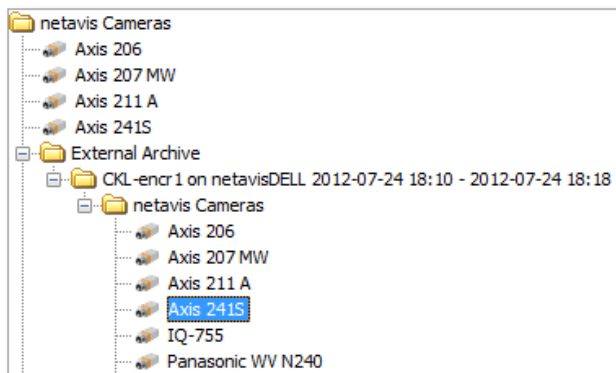 netavis Cameras
Axis 206
Axis 207 MW
Axis 211 A
Axis 241S
External Archive
CKL-encr1 on netavisDELL 2012-07-24 18:10 - 2012-07-24 18:18
netavis Cameras
Axis 206
Axis 207 MW
Axis 211 A
Axis 241S
IQ-755
Panasonic WV N240